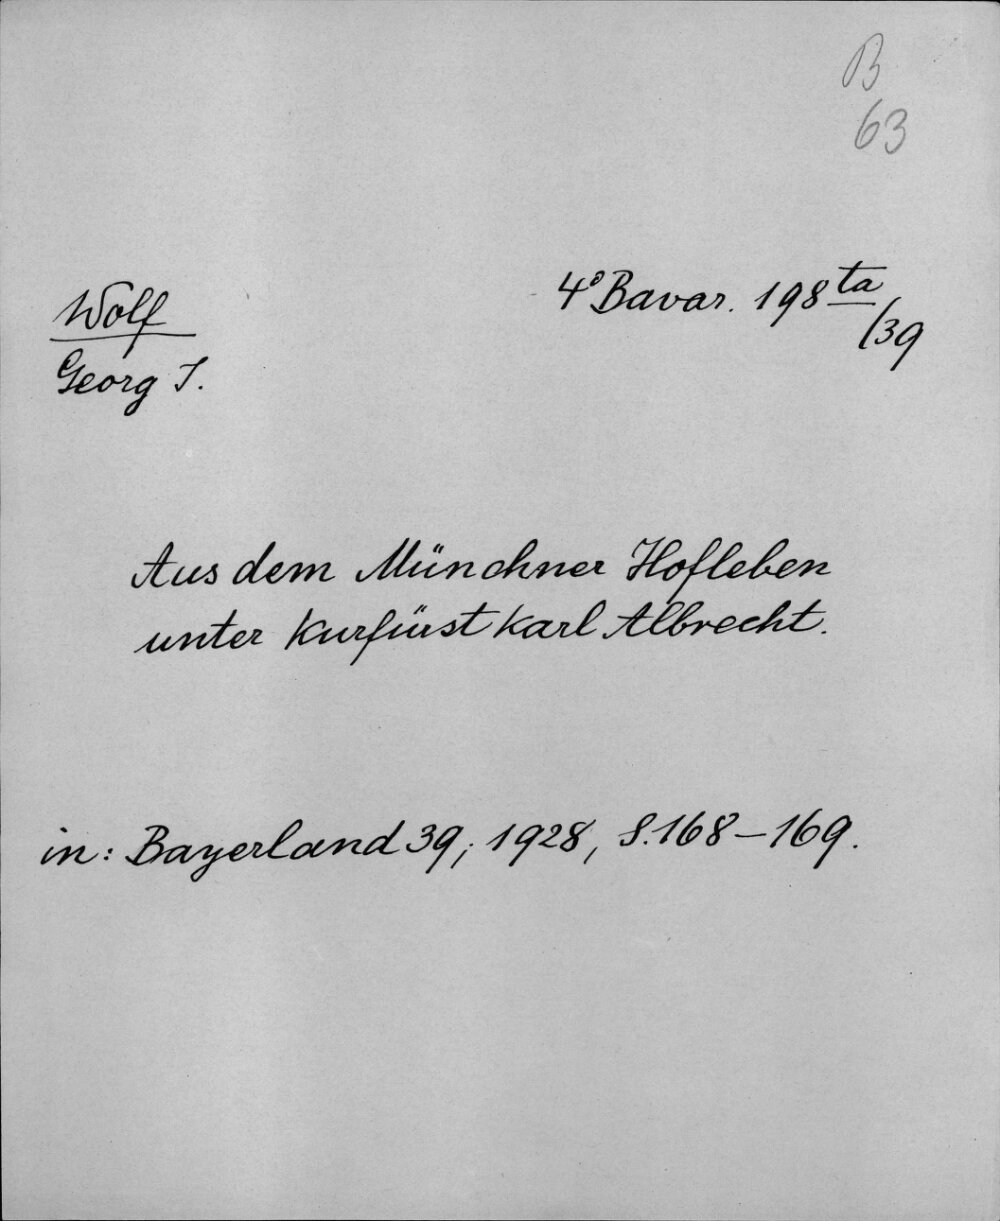 B
63
4° Bavar. 198 ta/39
Wolf
Georg J.
Aus dem Münchner Hofleben
unter Kurfürst Karl Albrecht.
in: Bayerland 39, 1928, S. 168-169.